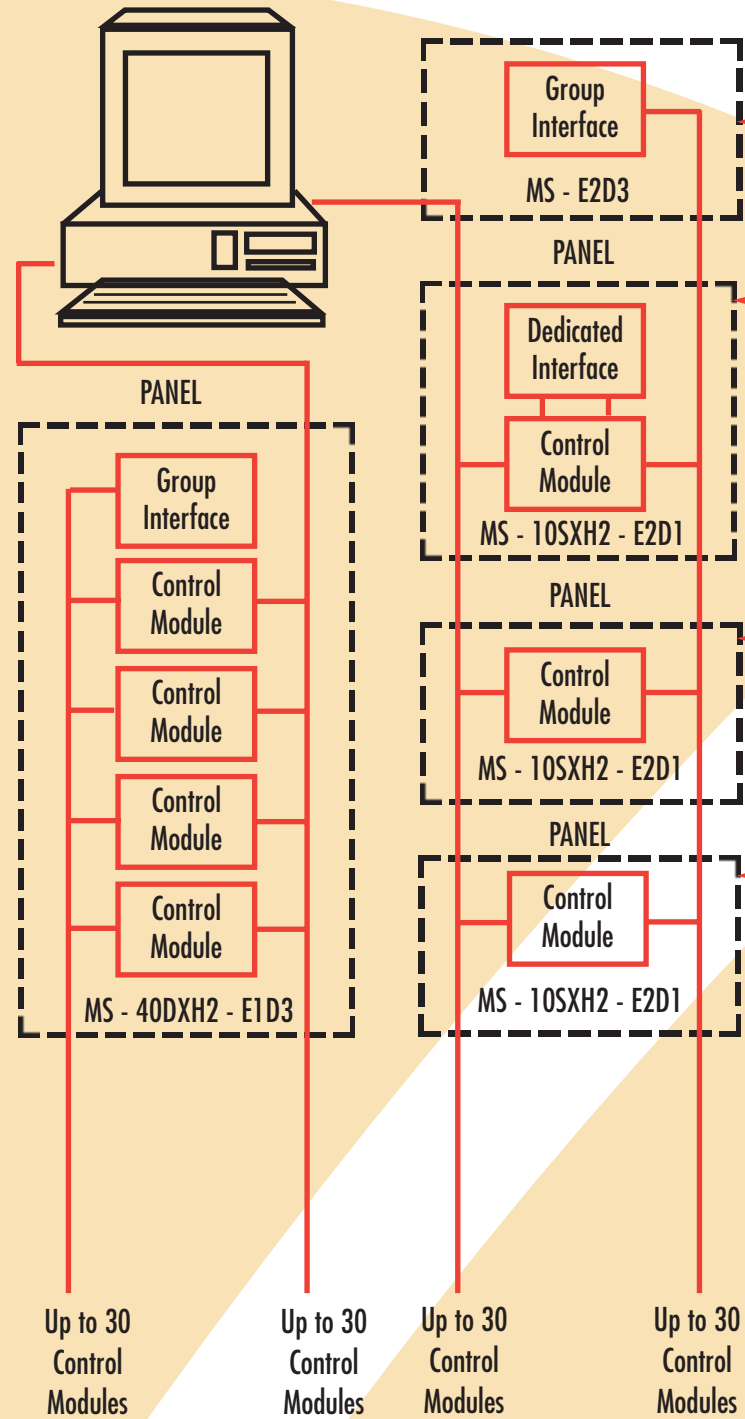 Group
Interface
MS - E2D3
PANEL
Dedicated
Interface
Control
Module
MS - 10SXH2 - E2D1
PANEL
Control
Module
MS - 10SXH2 - E2D1
PANEL
Control
Module
MS - 10SXH2 - E2D1
PANEL
Group
Interface
Control
Module
Control
Module
Control
Module
Control
Module
MS - 40DXH2 - E1D3
Up to 30
Control
Modules
Up to 30
Control
Modules
Up to 30
Control
Modules
Up to 30
Control
Modules